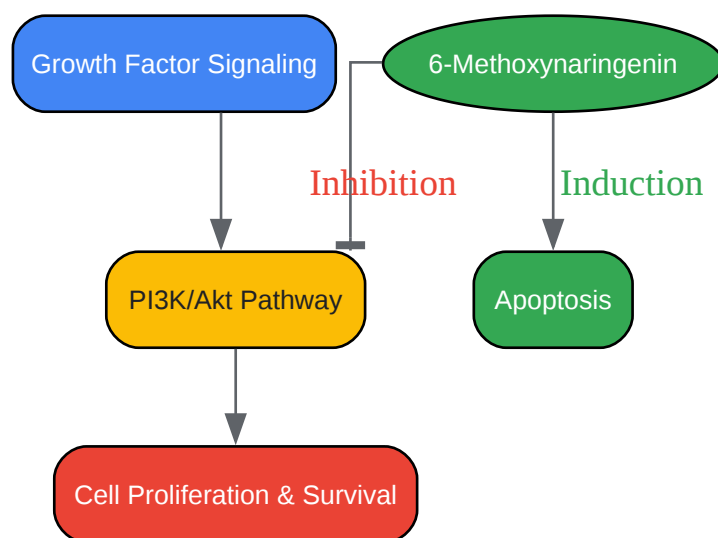 Growth Factor Signaling
6-Methoxynaringenin
Inhibition
Induction
PI3K/Akt Pathway
Apoptosis
Cell Proliferation & Survival